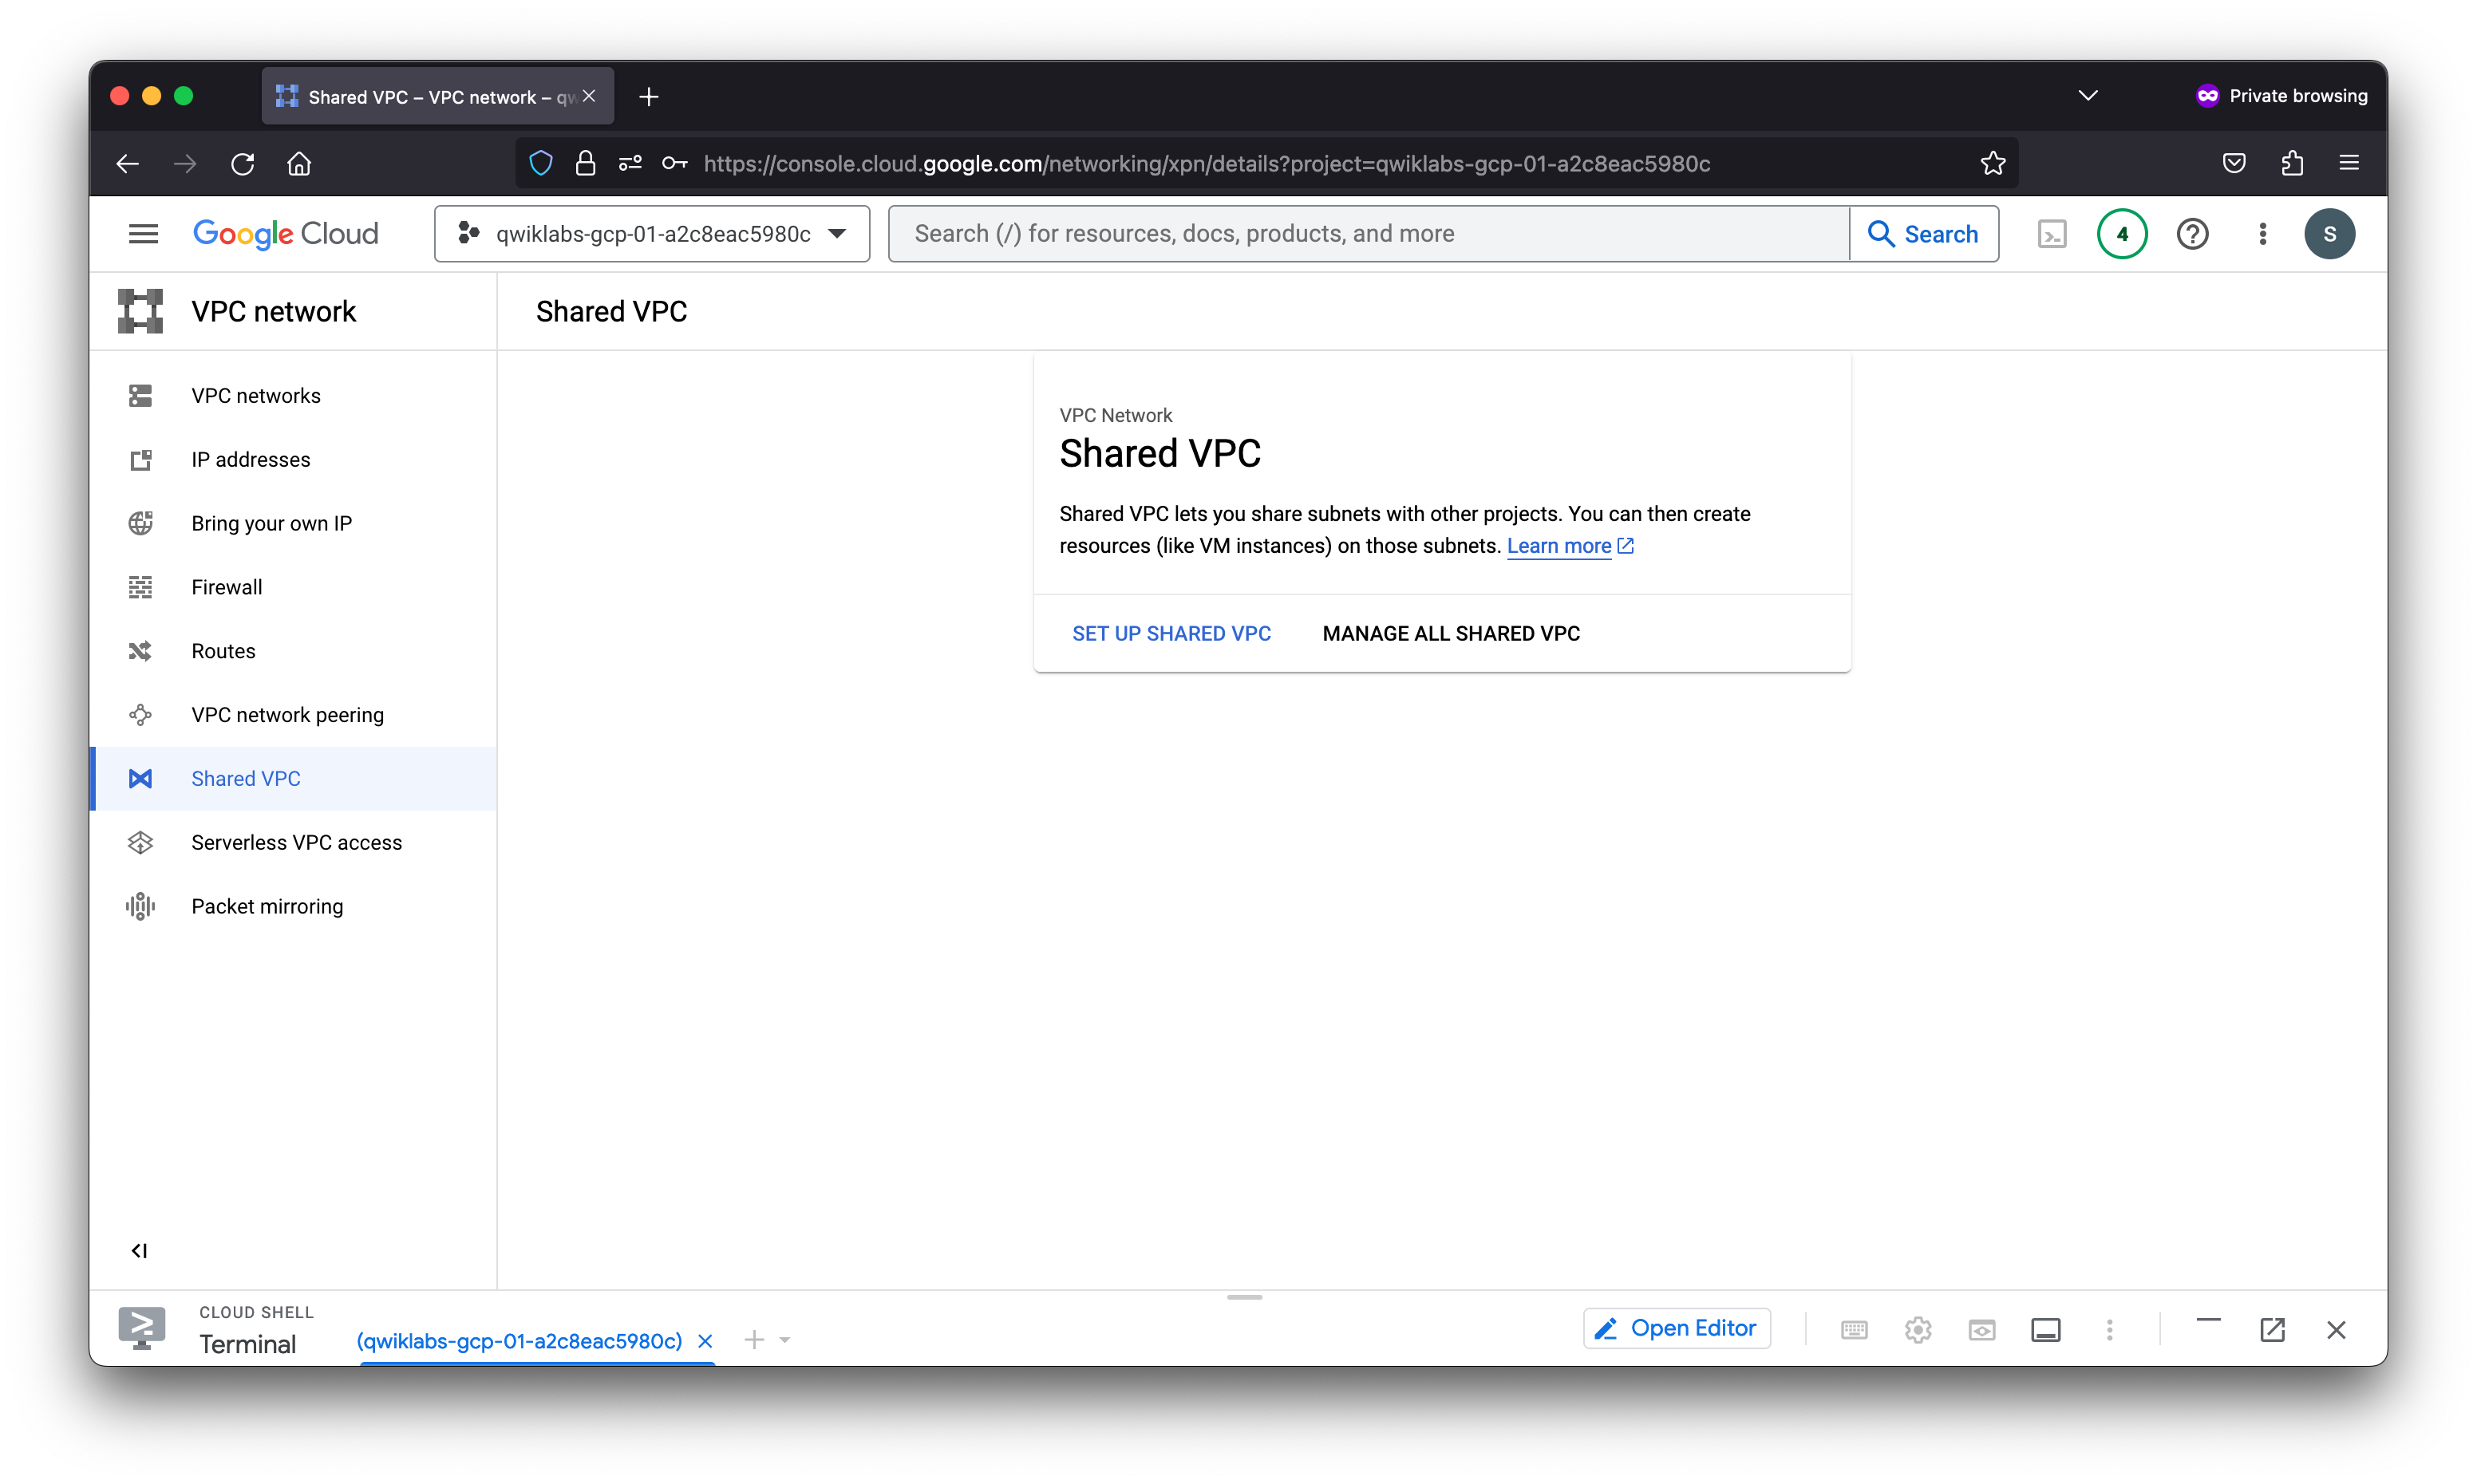 Shared VPC – VPC network – qw
Private browsing
https://console.cloud.google.com/networking/xpn/details?project=qwiklabs-gcp-01-a2c8eac5980c
Google Cloud
qwiklabs-gcp-01-a2c8eac5980c
Search (/) for resources, docs, products, and more
Search
4
S
VPC network
Shared VPC
VPC networks
IP addresses
Bring your own IP
Firewall
Routes
VPC network peering
Shared VPC
Serverless VPC access
Packet mirroring
VPC Network
Shared VPC
Shared VPC lets you share subnets with other projects. You can then create
resources (like VM instances) on those subnets. Learn more
SET UP SHARED VPC
MANAGE ALL SHARED VPC
CLOUD SHELL
Terminal
(qwiklabs-gcp-01-a2c8eac5980c)
Open Editor